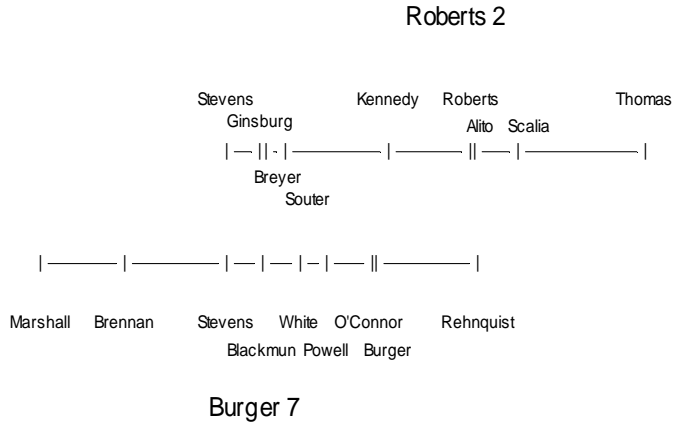 Roberts 2
Stevens Kennedy Roberts Thomas
Ginsburg Alito Scalia
Breyer
Souter
Marshall Brennan Stevens White O'Connor Rehnquist
Blackmun Powell Burger
Burger 7